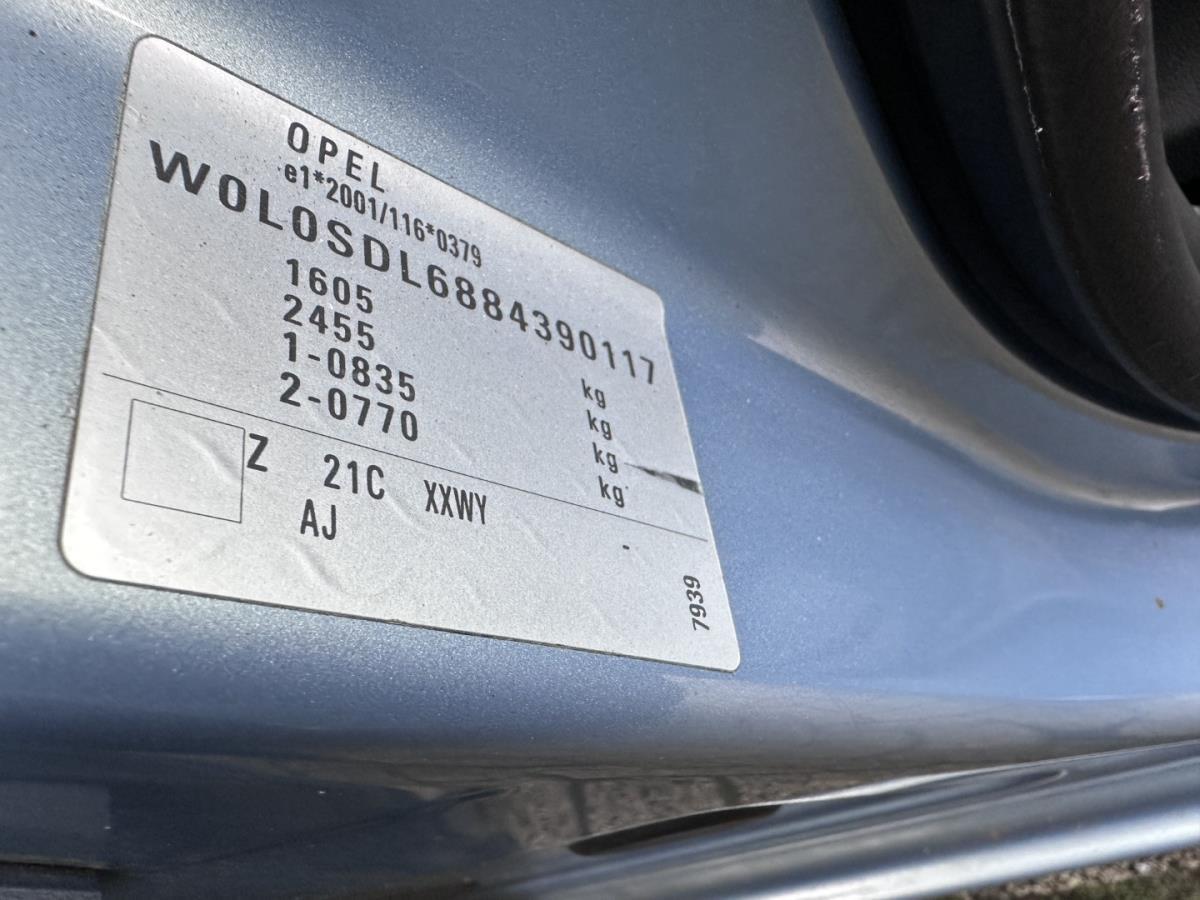 OPEL
e1*2001/116*0379
W0L0SDL6884390117
1605 kg
2455 kg
1-0835 kg
2-0770 kg
Z 21C XXWY
AJ
7939